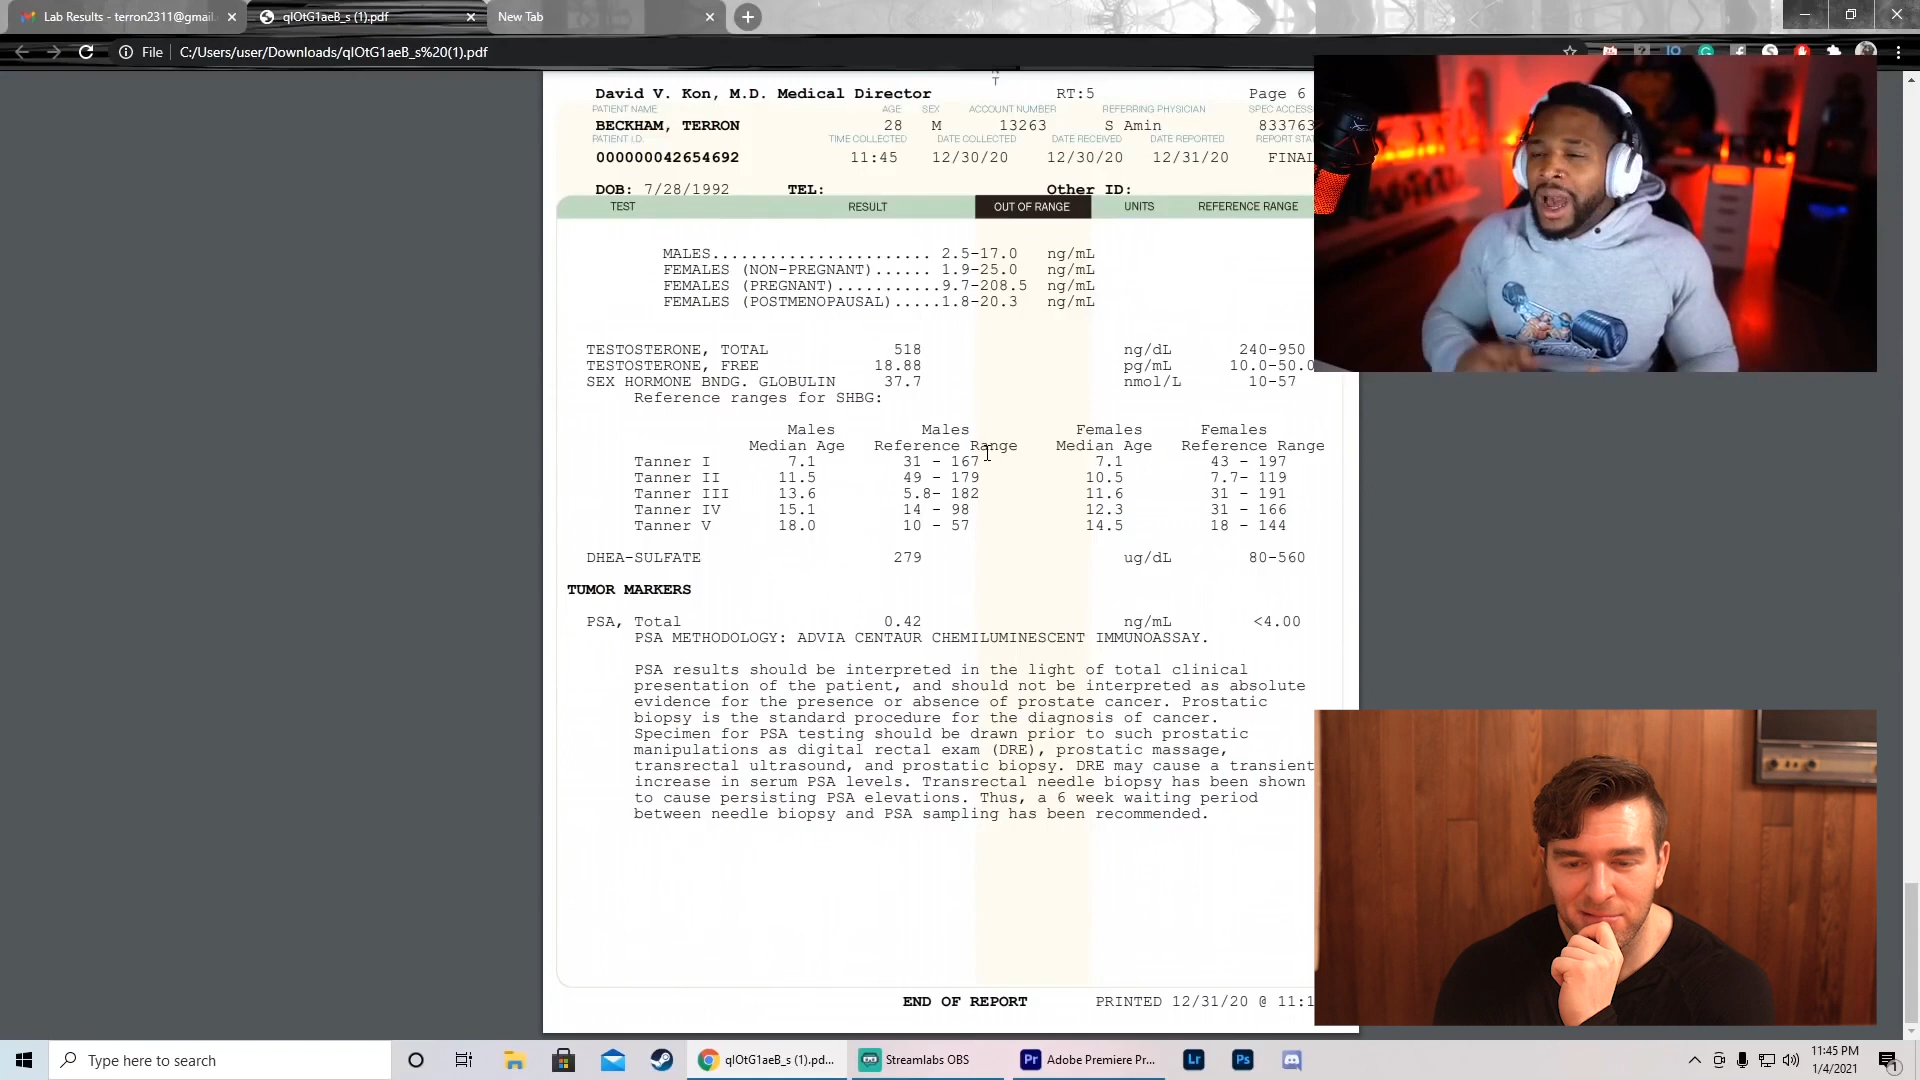 Lab Results - terron2311@gmail.
qlOtG1aeB_s (1).pdf
New Tab
File C:/Users/user/Downloads/qlOtG1aeB_s%20(1).pdf
David V. Kon, M.D. Medical Director RT:5 Page 6
PATIENT NAME AGE SEX ACCOUNT NUMBER REFERRING PHYSICIAN SPEC ACCESS
BECKHAM, TERRON 28 M 13263 S Amin 833763
PATIENT I.D. TIME COLLECTED DATE COLLECTED DATE RECEIVED DATE REPORTED REPORT STAT
000000042654692 11:45 12/30/20 12/30/20 12/31/20 FINAL
DOB: 7/28/1992 TEL: Other ID:
TEST RESULT OUT OF RANGE UNITS REFERENCE RANGE
MALES....................... 2.5-17.0 ng/mL
FEMALES (NON-PREGNANT)...... 1.9-25.0 ng/mL
FEMALES (PREGNANT)...........9.7-208.5 ng/mL
FEMALES (POSTMENOPAUSAL).....1.8-20.3 ng/mL
TESTOSTERONE, TOTAL 518 ng/dL 240-950
TESTOSTERONE, FREE 18.88 pg/mL 10.0-50.0
SEX HORMONE BNDG. GLOBULIN 37.7 nmol/L 10-57
Reference ranges for SHBG:
Males Males Females Females
Median Age Reference Range Median Age Reference Range
Tanner I 7.1 31 - 167 7.1 43 - 197
Tanner II 11.5 49 - 179 10.5 7.7- 119
Tanner III 13.6 5.8- 182 11.6 31 - 191
Tanner IV 15.1 14 - 98 12.3 31 - 166
Tanner V 18.0 10 - 57 14.5 18 - 144
DHEA-SULFATE 279 ug/dL 80-560
TUMOR MARKERS
PSA, Total 0.42 ng/mL <4.00
PSA METHODOLOGY: ADVIA CENTAUR CHEMILUMINESCENT IMMUNOASSAY.
PSA results should be interpreted in the light of total clinical
presentation of the patient, and should not be interpreted as absolute
evidence for the presence or absence of prostate cancer. Prostatic
biopsy is the standard procedure for the diagnosis of cancer.
Specimen for PSA testing should be drawn prior to such prostatic
manipulations as digital rectal exam (DRE), prostatic massage,
transrectal ultrasound, and prostatic biopsy. DRE may cause a transient
increase in serum PSA levels. Transrectal needle biopsy has been shown
to cause persisting PSA elevations. Thus, a 6 week waiting period
between needle biopsy and PSA sampling has been recommended.
END OF REPORT PRINTED 12/31/20 @ 11:1
Type here to search
qlOtG1aeB_s (1).pd...
Streamlabs OBS
Pr Adobe Premiere Pr...
Lr
Ps
11:45 PM
1/4/2021